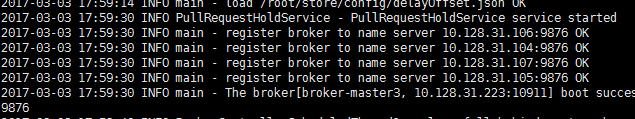 2017-03-03 17:59:14 INFO main - load /root/store/config/delayOffset.json OK
2017-03-03 17:59:30 INFO PullRequestHoldService - PullRequestHoldService service started
2017-03-03 17:59:30 INFO main - register broker to name server 10.128.31.106:9876 OK
2017-03-03 17:59:30 INFO main - register broker to name server 10.128.31.104:9876 OK
2017-03-03 17:59:30 INFO main - register broker to name server 10.128.31.107:9876 OK
2017-03-03 17:59:30 INFO main - register broker to name server 10.128.31.105:9876 OK
2017-03-03 17:59:30 INFO main - The broker[broker-master3, 10.128.31.223:10911] boot succes
9876